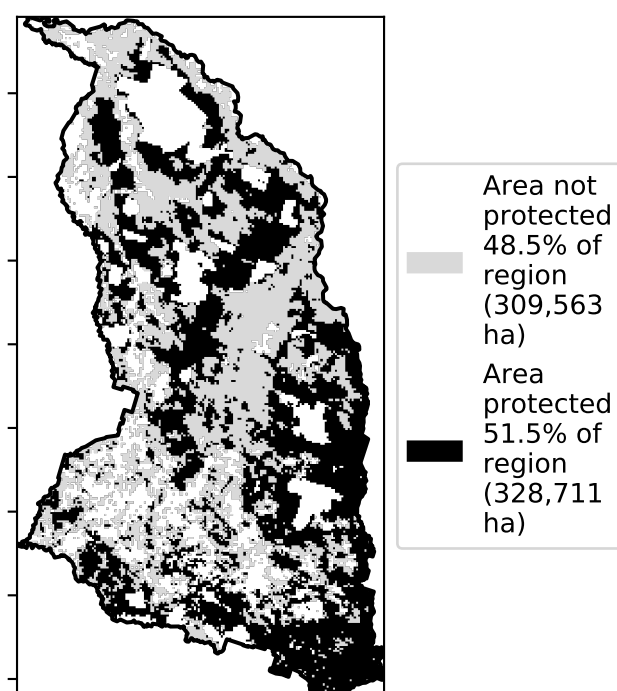 Area not
protected
48.5% of
region
(309,563
ha)
Area
protected
51.5% of
region
(328,711
ha)